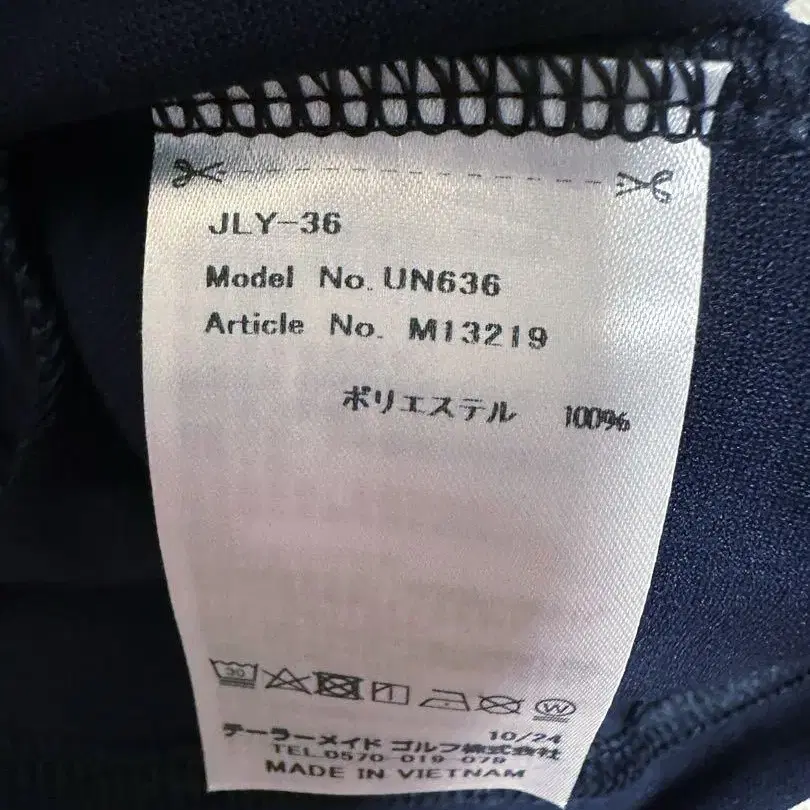 JLY-36
Model No. UN636
Article No. M13219
ポリエステル 100%
30
W
10/24
テーラーメイド ゴルフ株式会社
TEL.0570-019-079
MADE IN VIETNAM